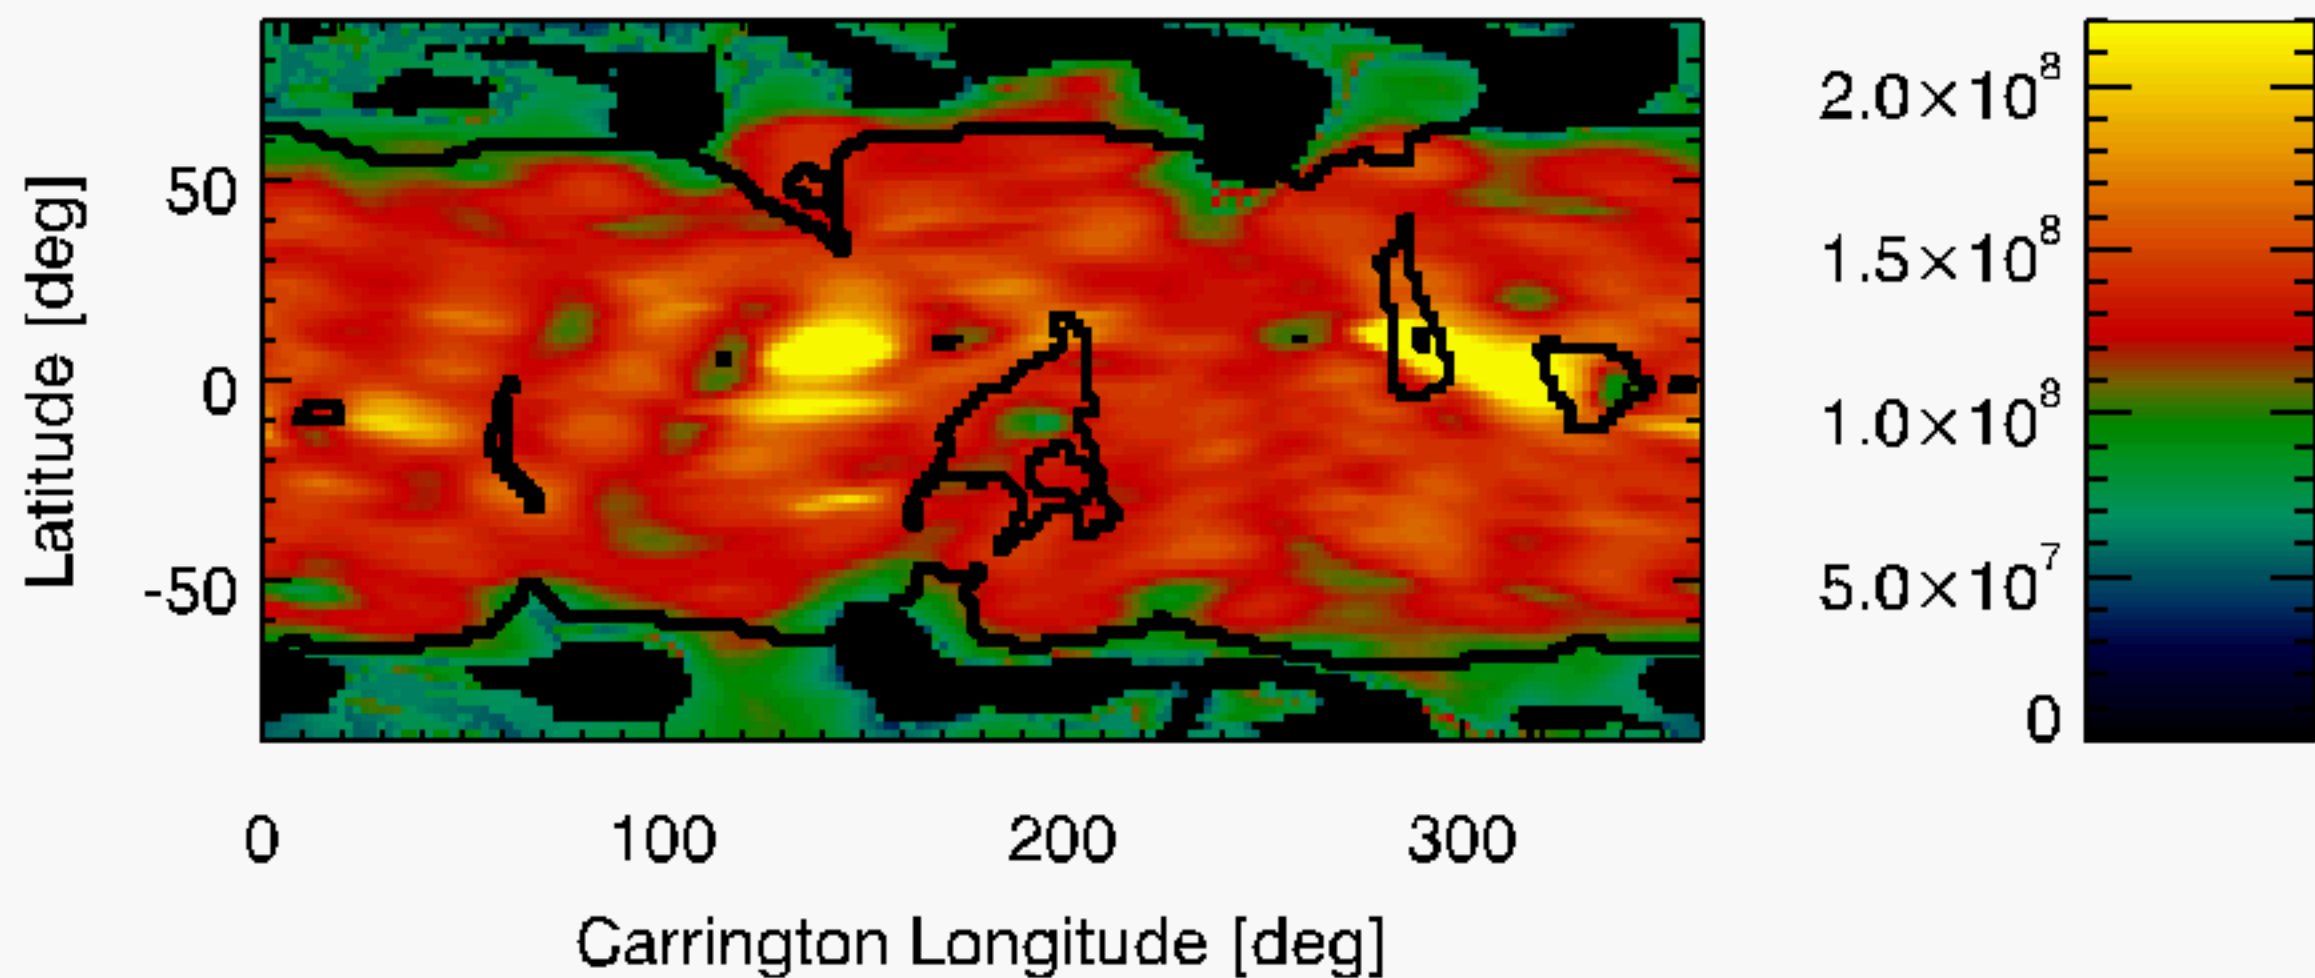 Latitude [deg]
50
0
-50
0 100 200 300
Carrington Longitude [deg]
2.0×10⁸
1.5×10⁸
1.0×10⁸
5.0×10⁷
0